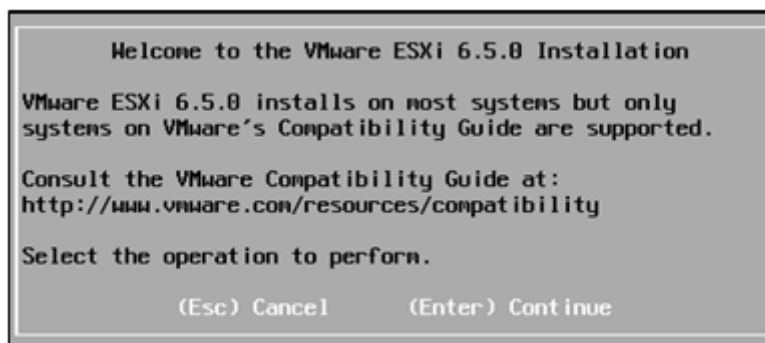 Welcome to the VMware ESXi 6.5.0 Installation
VMware ESXi 6.5.0 installs on most systems but only
systems on VMware's Compatibility Guide are supported.
Consult the VMware Compatibility Guide at:
http://www.vmware.com/resources/compatibility
Select the operation to perform.
(Esc) Cancel (Enter) Continue